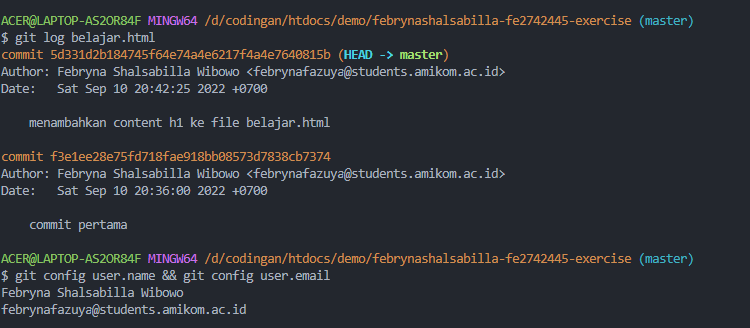 ACER@LAPTOP-AS2OR84F MINGW64 /d/codingan/htdocs/demo/febrynashalsabilla-fe2742445-exercise (master)
$ git log belajar.html
commit 5d331d2b184745f64e74a4e6217f4a4e7640815b (HEAD -> master)
Author: Febryna Shalsabilla Wibowo <febrynafazuya@students.amikom.ac.id>
Date:   Sat Sep 10 20:42:25 2022 +0700
    menambahkan content h1 ke file belajar.html
commit f3e1ee28e75fd718fae918bb08573d7838cb7374
Author: Febryna Shalsabilla Wibowo <febrynafazuya@students.amikom.ac.id>
Date:   Sat Sep 10 20:36:00 2022 +0700
    commit pertama
ACER@LAPTOP-AS2OR84F MINGW64 /d/codingan/htdocs/demo/febrynashalsabilla-fe2742445-exercise (master)
$ git config user.name && git config user.email
Febryna Shalsabilla Wibowo
febrynafazuya@students.amikom.ac.id